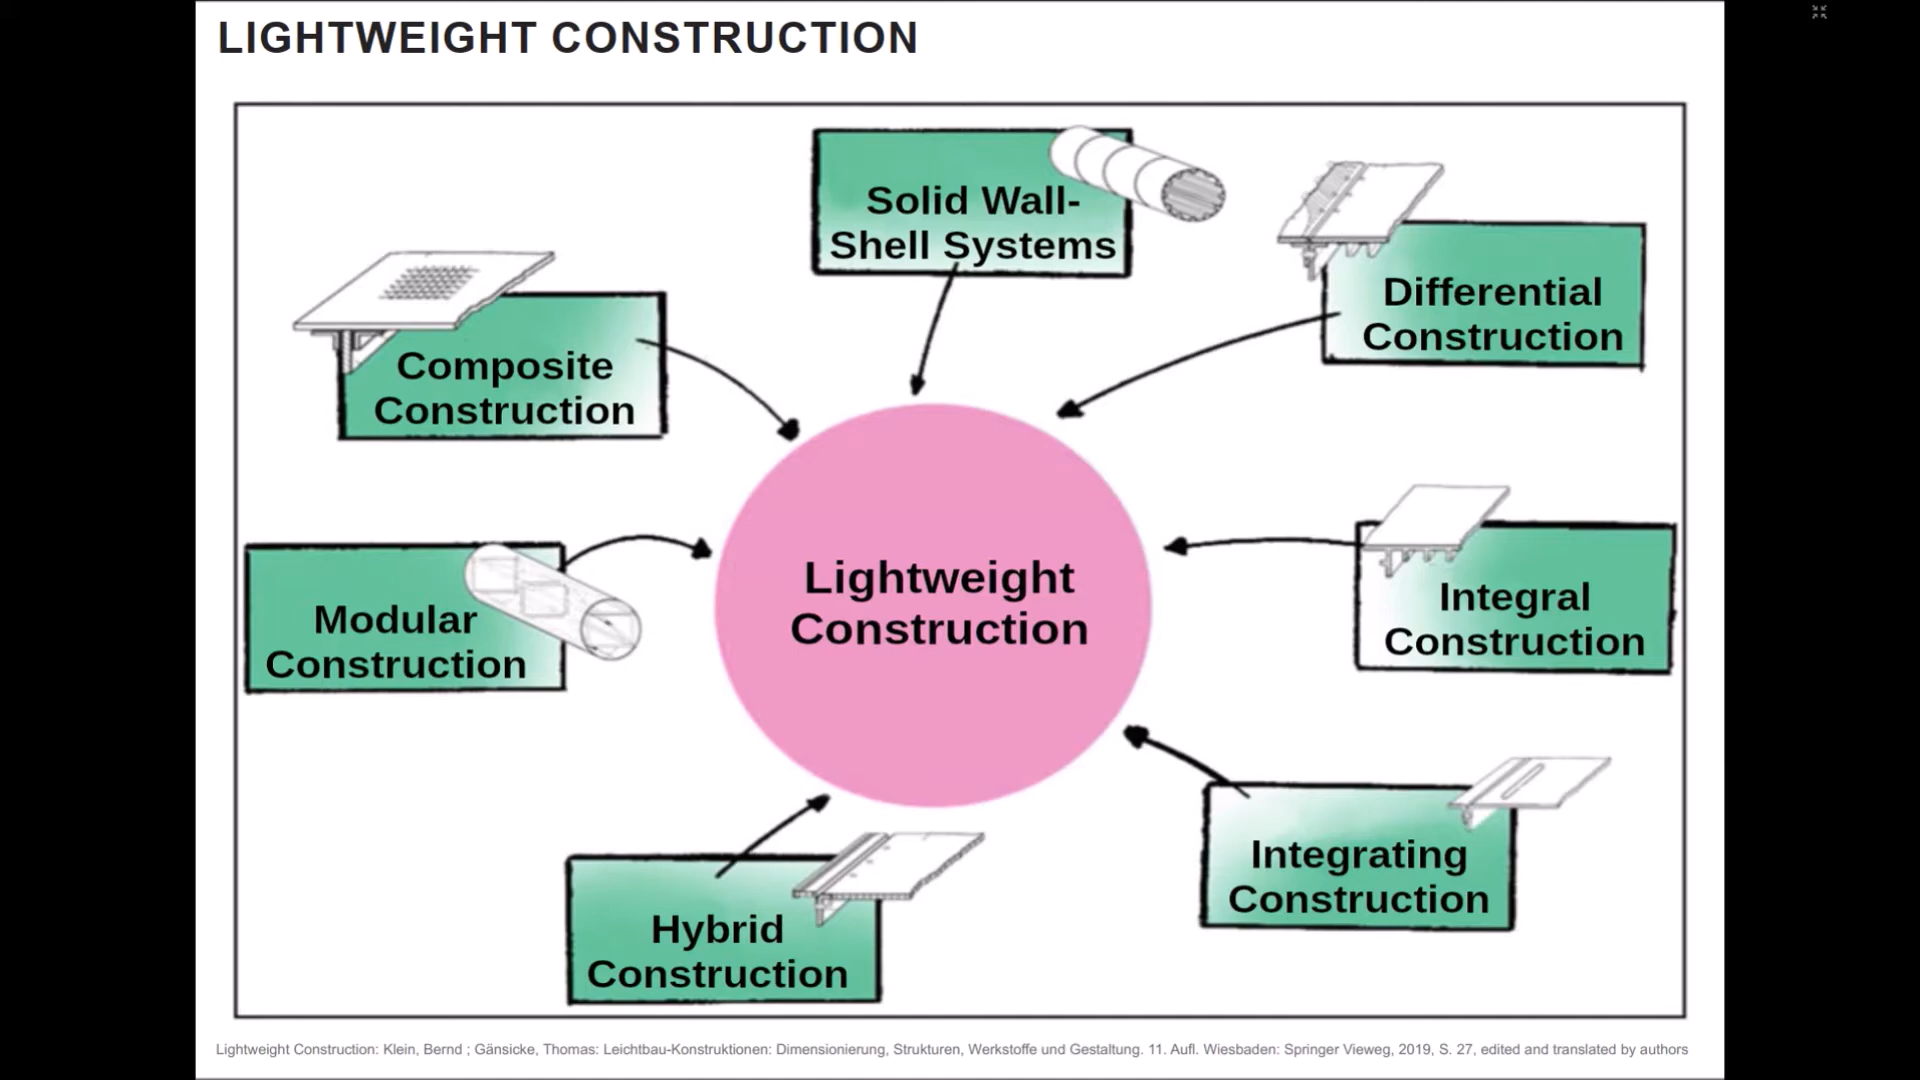 LIGHTWEIGHT CONSTRUCTION
Solid Wall-
Shell Systems
Differential
Construction
Composite
Construction
Lightweight
Construction
Integral
Construction
Modular
Construction
Integrating
Construction
Hybrid
Construction
Lightweight Construction: Klein, Bernd ; Gänsicke, Thomas: Leichtbau-Konstruktionen: Dimensionierung, Strukturen, Werkstoffe und Gestaltung. 11. Aufl. Wiesbaden: Springer Vieweg, 2019, S. 27, edited and translated by authors